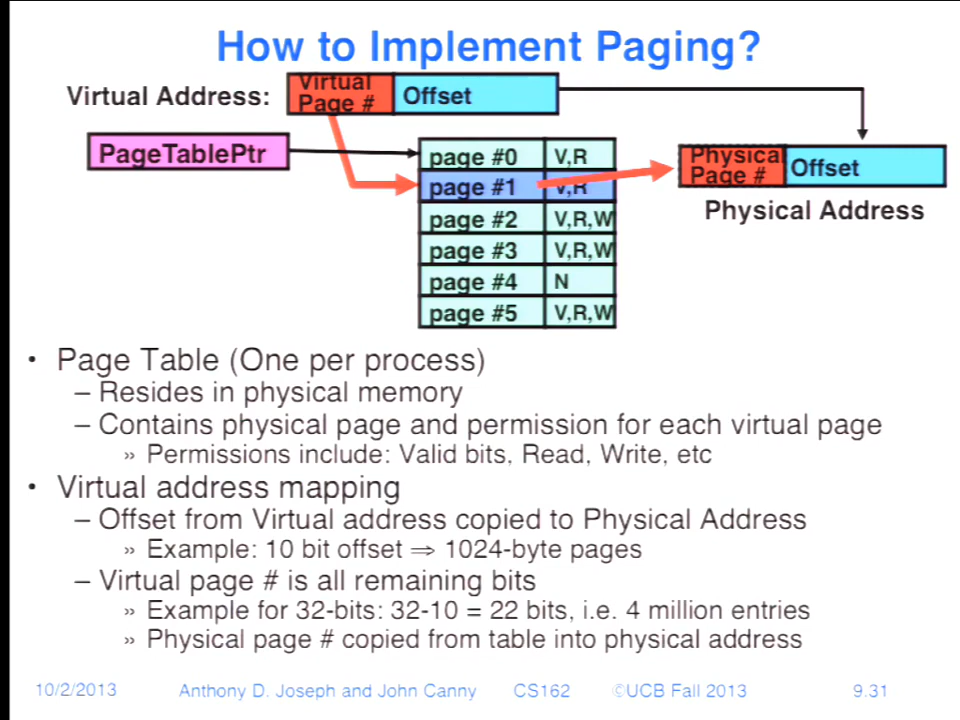 How to Implement Paging?
Virtual Address:
Virtual
Page #
Offset
PageTablePtr
page #0 V,R
page #1 V,R
page #2 V,R,W
page #3 V,R,W
page #4 N
page #5 V,R,W
Physical
Page #
Offset
Physical Address
• Page Table (One per process)
– Resides in physical memory
– Contains physical page and permission for each virtual page
» Permissions include: Valid bits, Read, Write, etc
• Virtual address mapping
– Offset from Virtual address copied to Physical Address
» Example: 10 bit offset ⇒ 1024-byte pages
– Virtual page # is all remaining bits
» Example for 32-bits: 32-10 = 22 bits, i.e. 4 million entries
» Physical page # copied from table into physical address
10/2/2013 Anthony D. Joseph and John Canny CS162 ©UCB Fall 2013 9.31